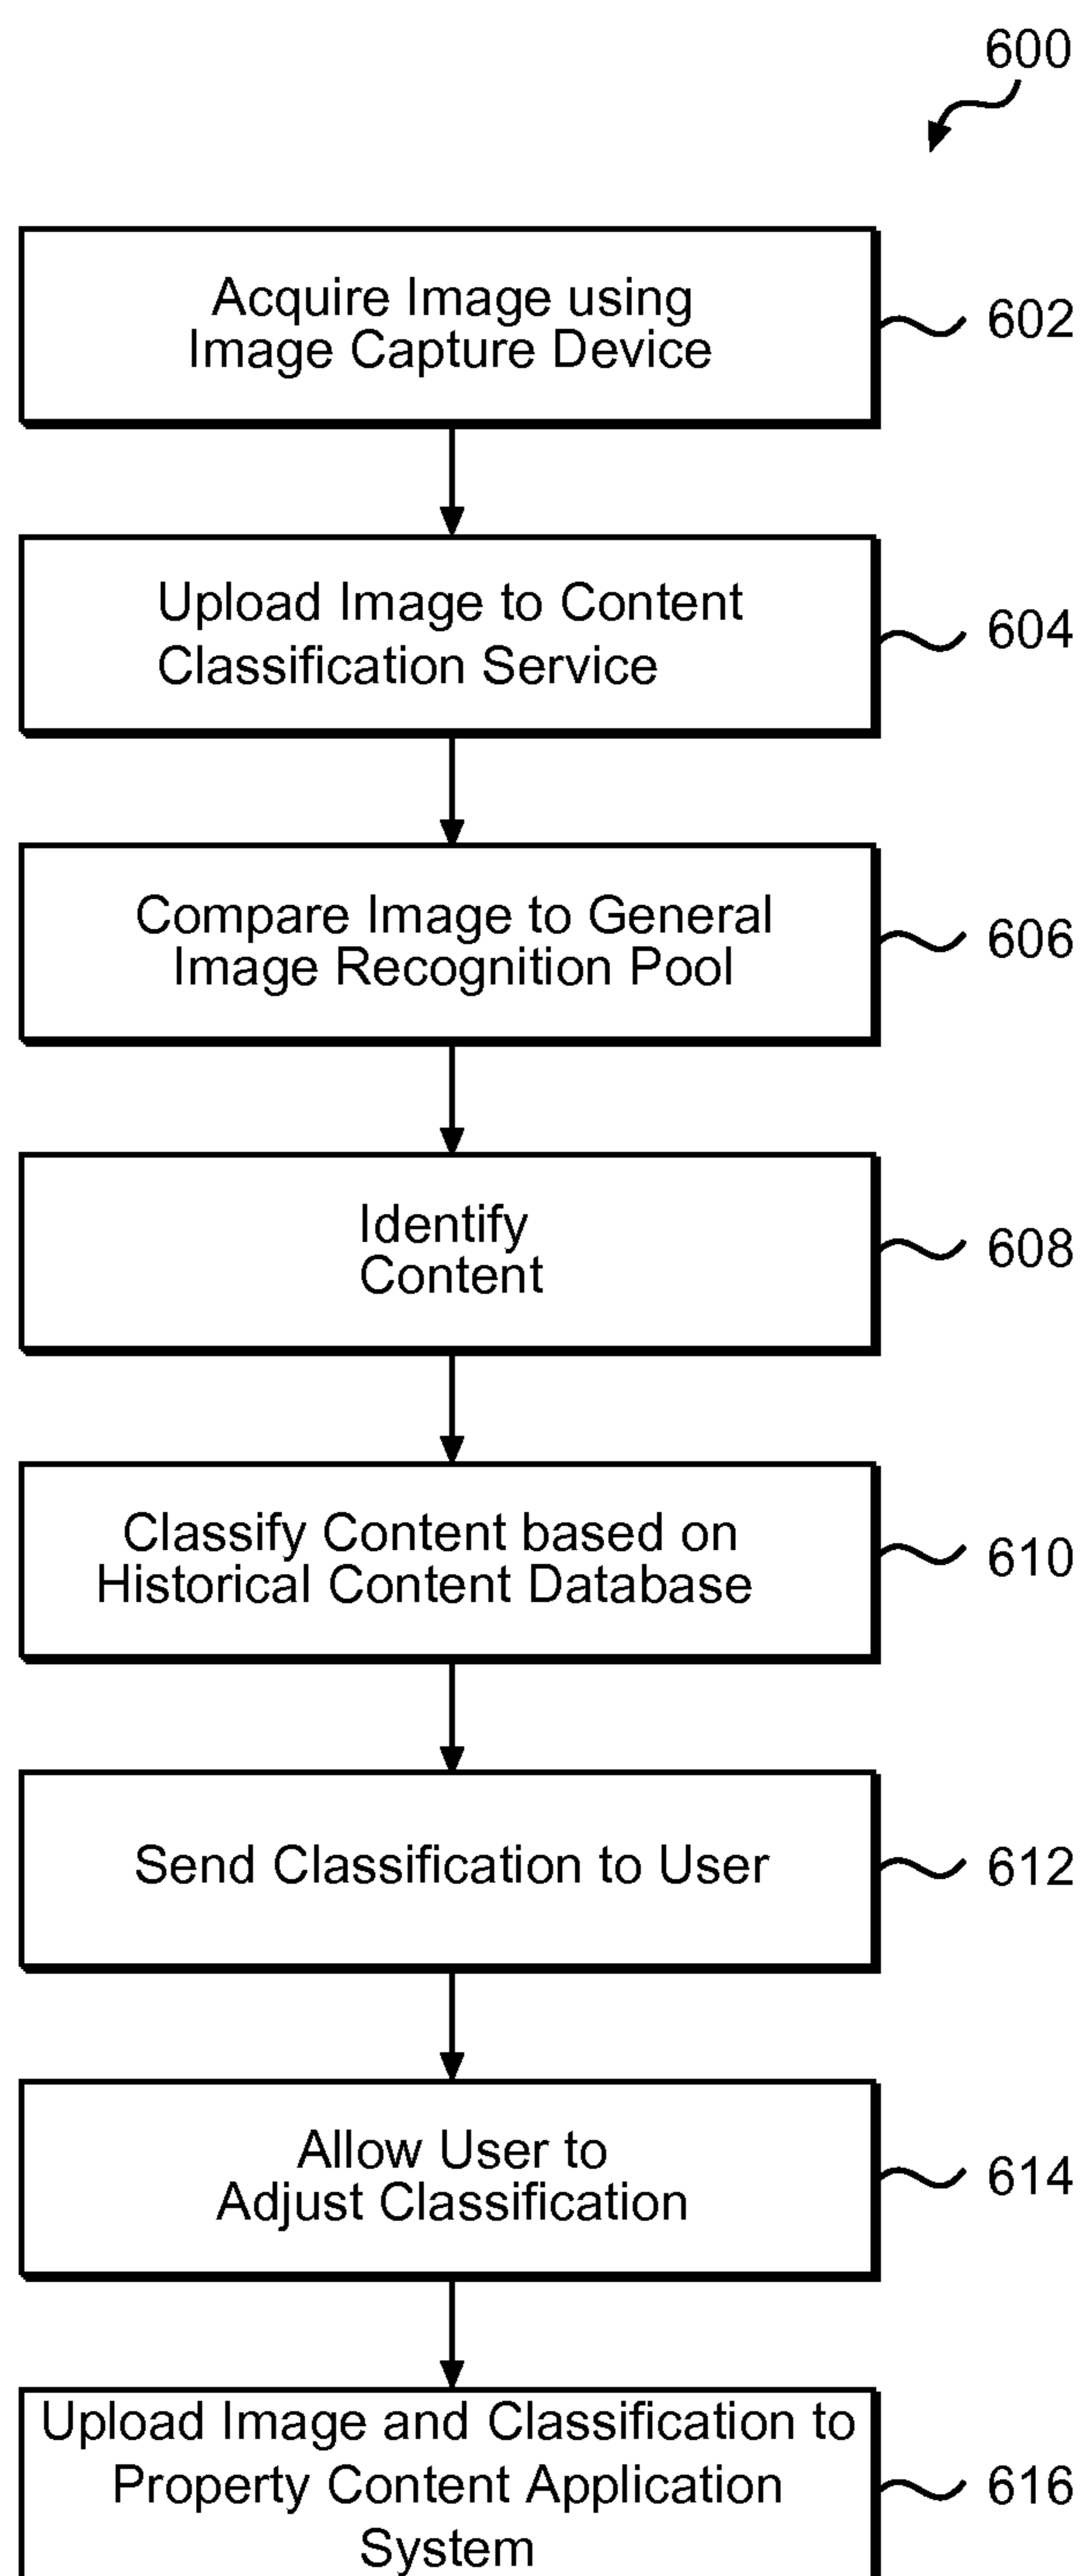 600
Acquire Image using
Image Capture Device
602
Upload Image to Content
Classification Service
604
Compare Image to General
Image Recognition Pool
606
Identify
Content
608
Classify Content based on
Historical Content Database
610
Send Classification to User
612
Allow User to
Adjust Classification
614
Upload Image and Classification to
Property Content Application
System
616